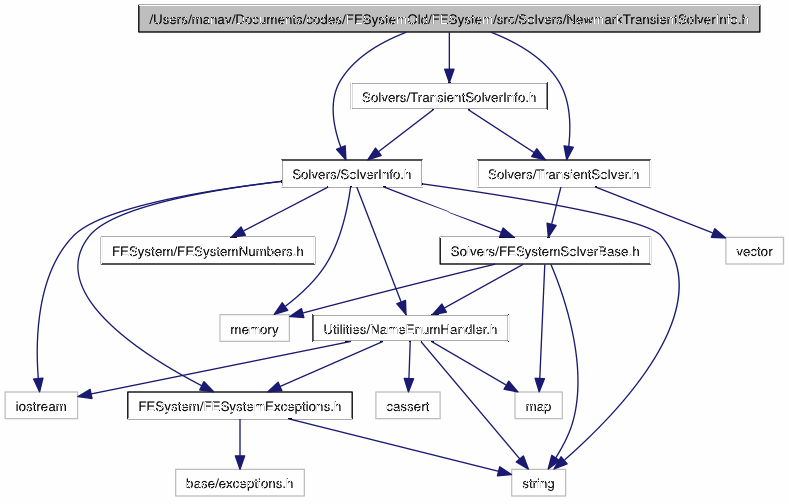 /Users/manav/Documents/codes/FESystemOld/FESystem/src/Solvers/NewmarkTransientSolverInfo.h
Solvers/TransientSolverInfo.h
Solvers/SolverInfo.h
Solvers/TransientSolver.h
FESystem/FESystemNumbers.h
Solvers/FESystemSolverBase.h
vector
memory
Utilities/NameEnumHandler.h
iostream
FESystem/FESystemExceptions.h
cassert
map
base/exceptions.h
string